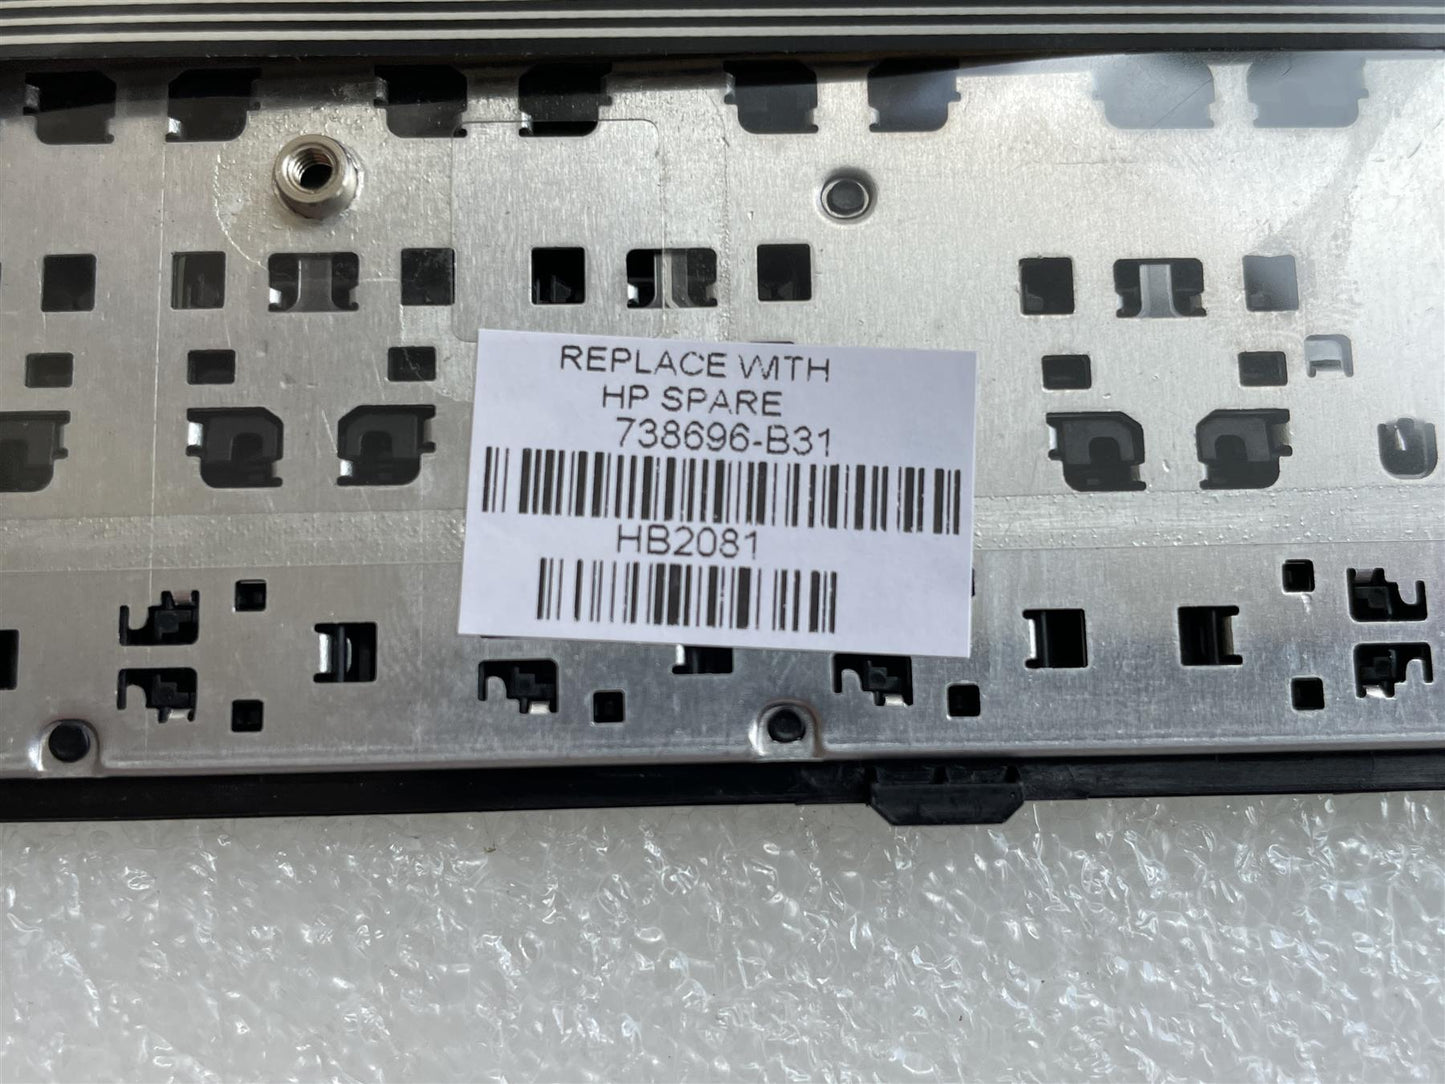 REPLACE WITH
HP SPARE
738696-B31
HB2081